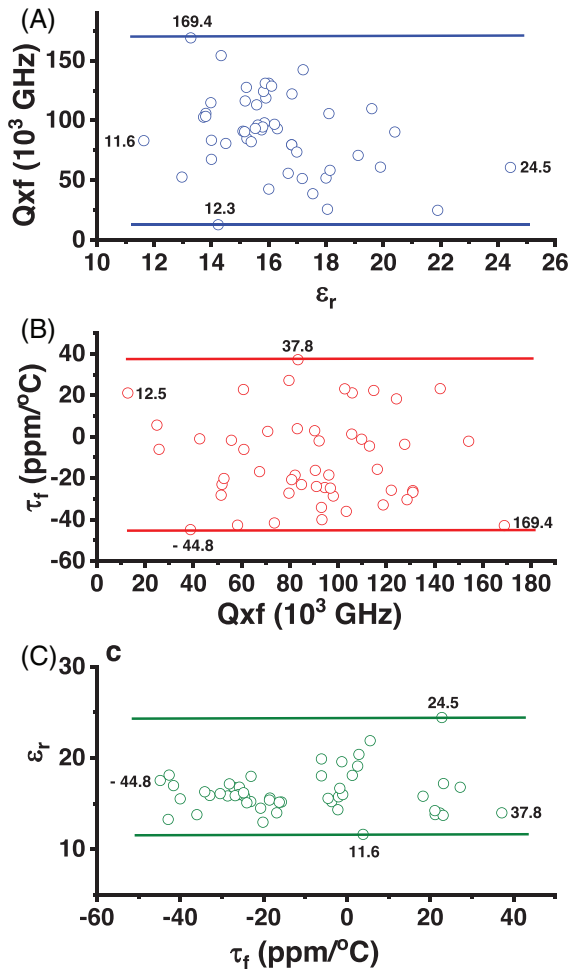 (A)
169.4
150
100
50
0
Qxf (10³ GHz)
11.6
24.5
12.3
10 12 14 16 18 20 22 24 26
εr
(B)
37.8
40
20
0
-20
-40
-60
τf (ppm/ºC)
12.5
169.4
- 44.8
0 20 40 60 80 100 120 140 160 180
Qxf (10³ GHz)
(C) c
30
20
10
εr
24.5
- 44.8
37.8
11.6
-60 -40 -20 0 20 40
τf (ppm/ºC)